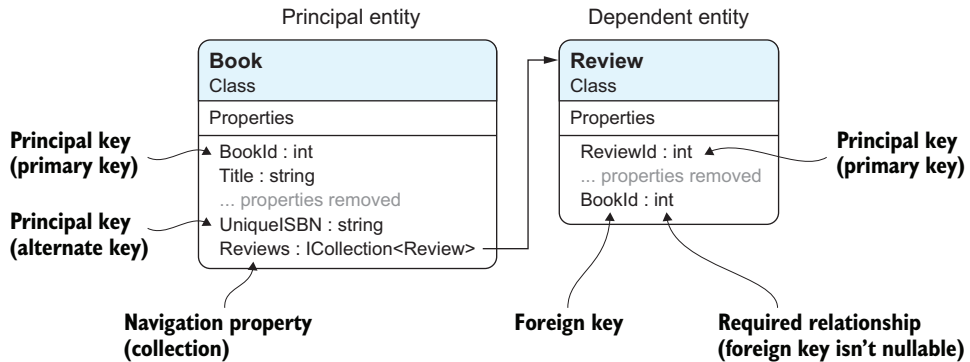 Principal entity
Dependent entity
Book
Class
Properties
BookId : int
Title : string
... properties removed
UniqueISBN : string
Reviews : ICollection<Review>
Review
Class
Properties
ReviewId : int
... properties removed
BookId : int
Principal key
(primary key)
Principal key
(alternate key)
Principal key
(primary key)
Navigation property
(collection)
Foreign key
Required relationship
(foreign key isn't nullable)